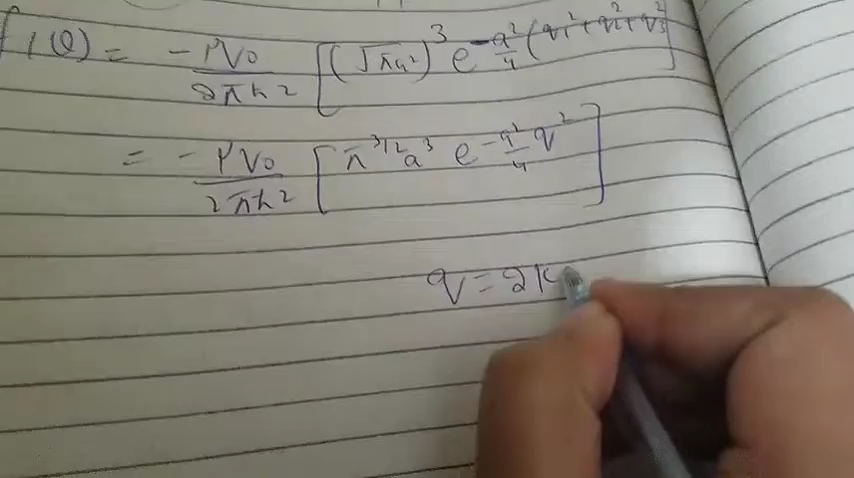 f(θ) = - μV₀/2πħ² [(√πa²)³ e^(-a²/4 (q₁²+q₂²+q₃²))]
= - μV₀/2πħ² [π^(3/2) a³ e^(-a²/4 q²)]
q = 2k